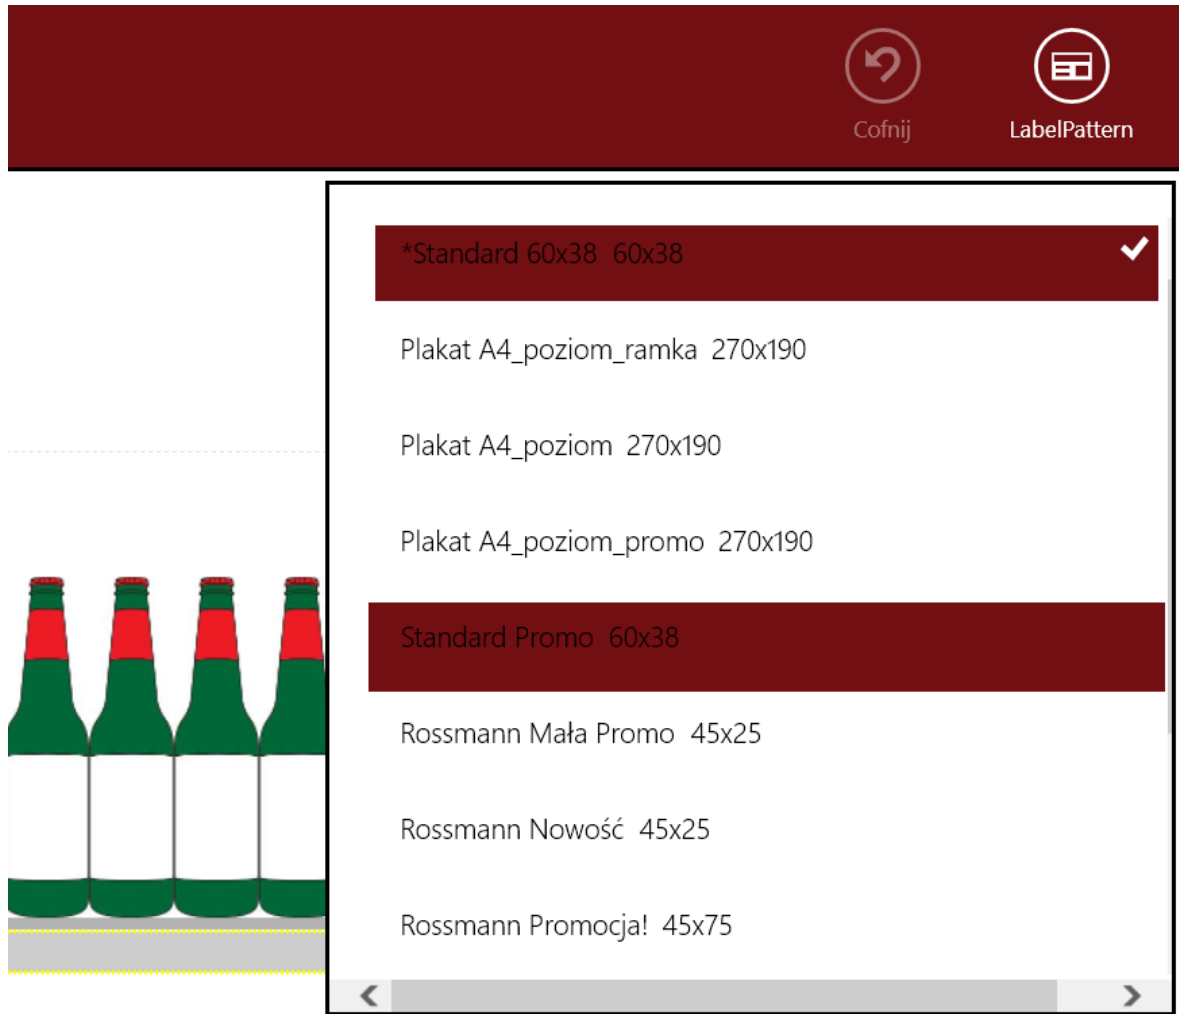 Cofnij
LabelPattern
*Standard 60x38 60x38
Plakat A4_poziom_ramka 270x190
Plakat A4_poziom 270x190
Plakat A4_poziom_promo 270x190
Standard Promo 60x38
Rossmann Mała Promo 45x25
Rossmann Nowość 45x25
Rossmann Promocja! 45x75